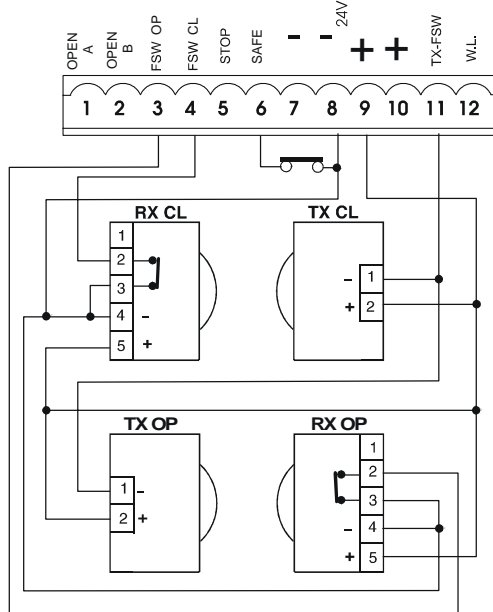 OPEN A
OPEN B
FSW OP
FSW CL
STOP
SAFE
-
-
24V
+
+
TX-FSW
W.L.
1 2 3 4 5 6 7 8 9 10 11 12
RX CL
1
2
3
4 -
5 +
TX CL
- 1
+ 2
TX OP
1 -
2 +
RX OP
1
2
3
- 4
+ 5